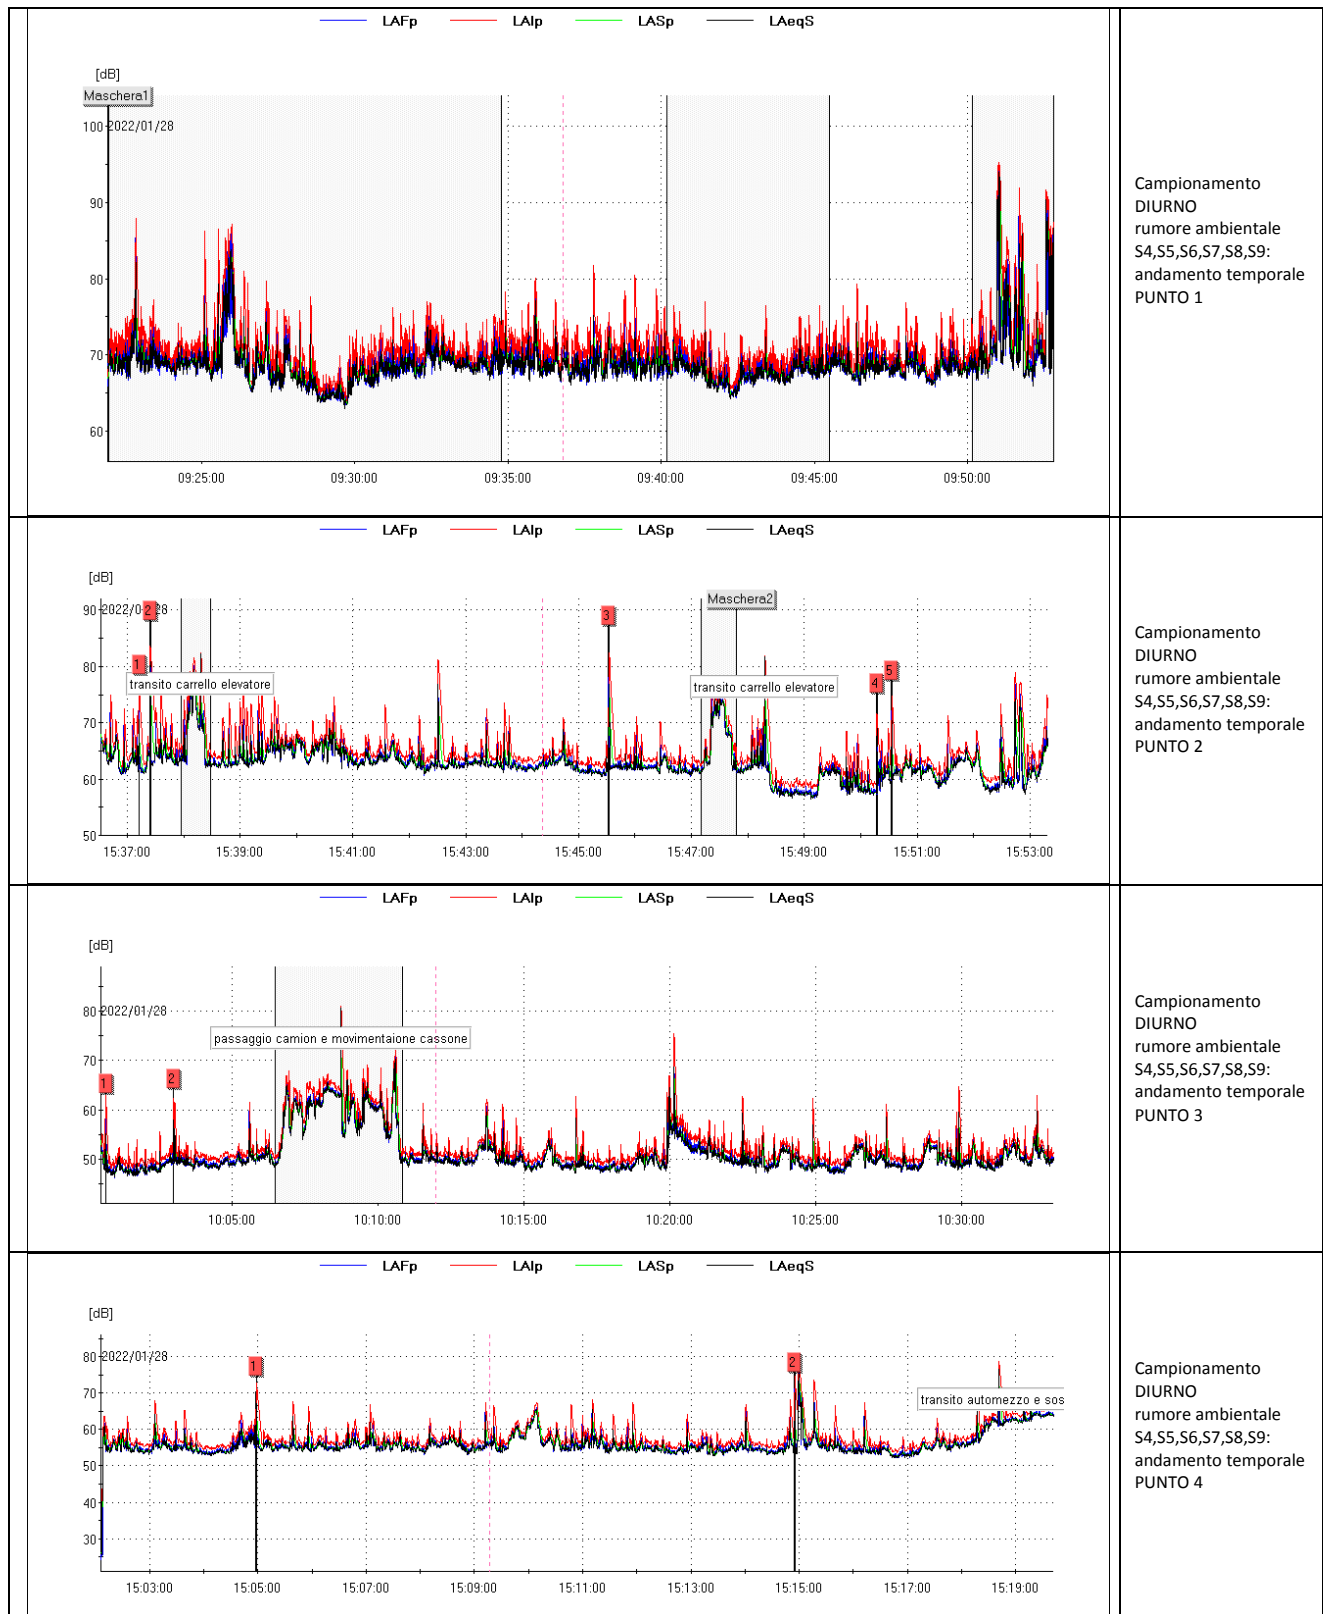 LAFp LAIp LASp LAeqS
[dB]
Maschera1
2022/01/28
100
90
80
70
60
09:25:00 09:30:00 09:35:00 09:40:00 09:45:00 09:50:00
Campionamento
DIURNO
rumore ambientale
S4,S5,S6,S7,S8,S9:
andamento temporale
PUNTO 1
LAFp LAIp LASp LAeqS
[dB]
Maschera2
90
80
70
60
50
1 2 3 4 5
transito carrello elevatore transito carrello elevatore
15:37:00 15:39:00 15:41:00 15:43:00 15:45:00 15:47:00 15:49:00 15:51:00 15:53:00
Campionamento
DIURNO
rumore ambientale
S4,S5,S6,S7,S8,S9:
andamento temporale
PUNTO 2
LAFp LAIp LASp LAeqS
[dB]
2022/01/28
80
70
60
50
1 2
passaggio camion e movimentaione cassone
10:05:00 10:10:00 10:15:00 10:20:00 10:25:00 10:30:00
Campionamento
DIURNO
rumore ambientale
S4,S5,S6,S7,S8,S9:
andamento temporale
PUNTO 3
LAFp LAIp LASp LAeqS
[dB]
2022/01/28
80
70
60
50
40
30
1 2
transito automezzo e sos
15:03:00 15:05:00 15:07:00 15:09:00 15:11:00 15:13:00 15:15:00 15:17:00 15:19:00
Campionamento
DIURNO
rumore ambientale
S4,S5,S6,S7,S8,S9:
andamento temporale
PUNTO 4